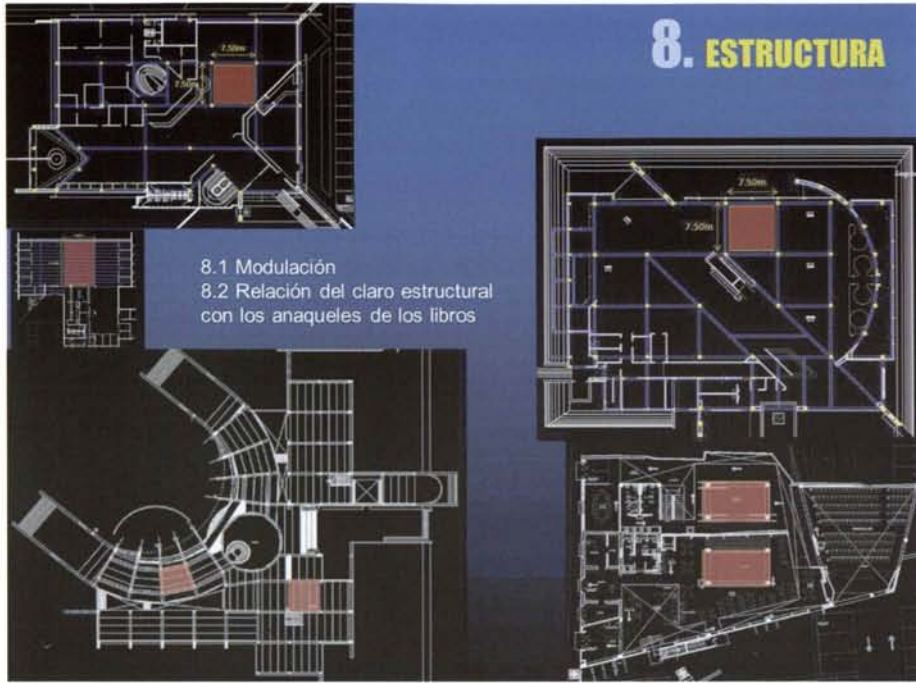 8. ESTRUCTURA
7.50m
7.50m
8.1 Modulación
8.2 Relación del claro estructural
con los anaqueles de los libros
7.50m
7.50m